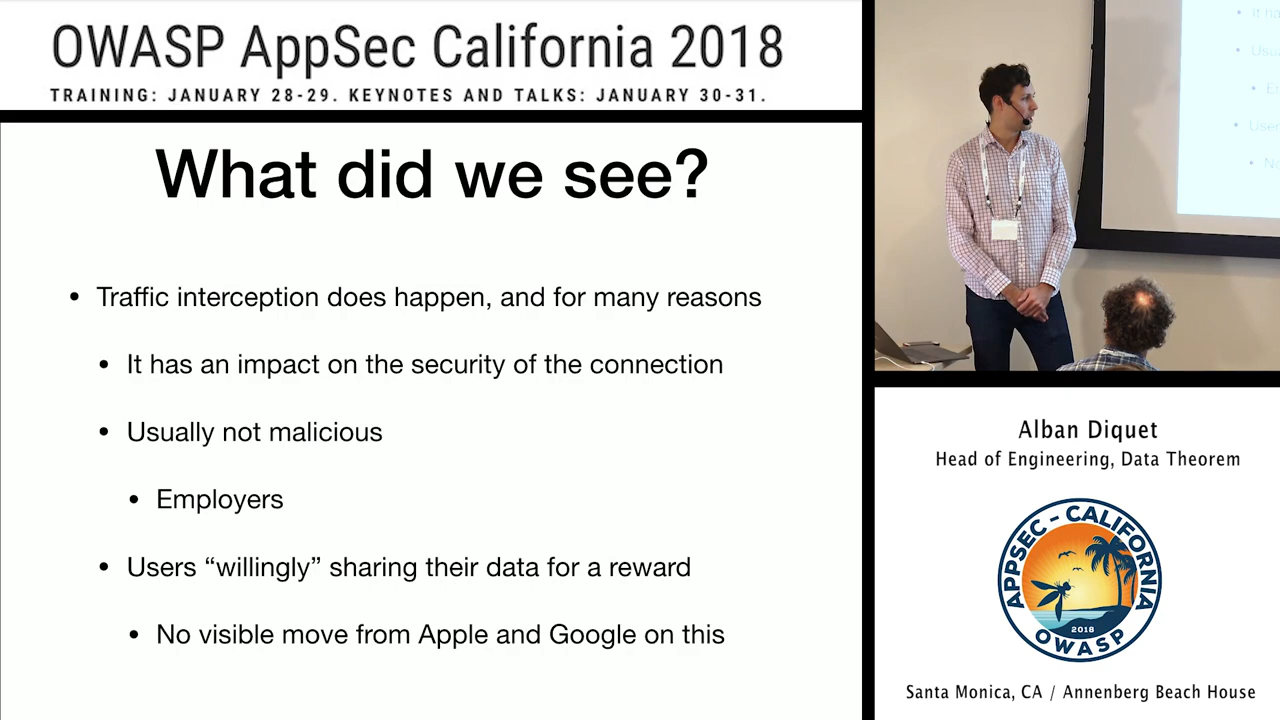 OWASP AppSec California 2018
TRAINING: JANUARY 28-29. KEYNOTES AND TALKS: JANUARY 30-31.
What did we see?
• Traffic interception does happen, and for many reasons
• It has an impact on the security of the connection
• Usually not malicious
• Employers
• Users “willingly” sharing their data for a reward
• No visible move from Apple and Google on this
Alban Diquet
Head of Engineering, Data Theorem
APPSEC - CALIFORNIA
2018
OWASP
Santa Monica, CA / Annenberg Beach House